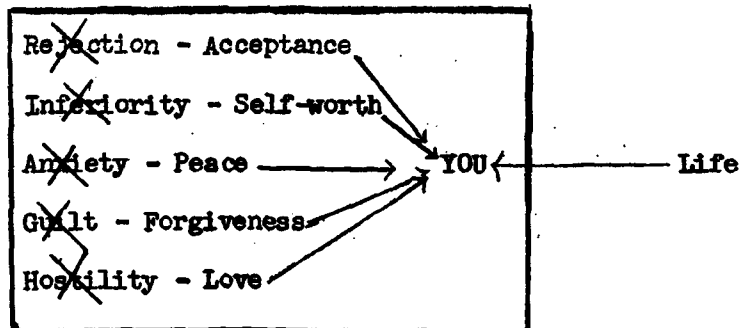 Rejection - Acceptance
Inferiority - Self-worth
Anxiety - Peace
YOU
Life
Guilt - Forgiveness
Hostility - Love